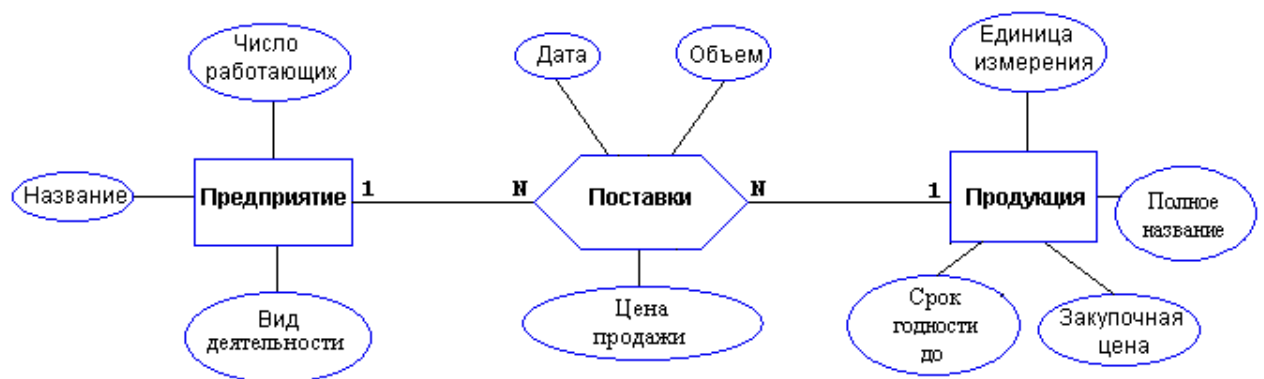 Число
работающих
Дата
Объем
Единица
измерения
Название
Предприятие
1
N
Поставки
N
1
Продукция
Полное
название
Вид
деятельности
Цена
продажи
Срок
годности
до
Закупочная
цена